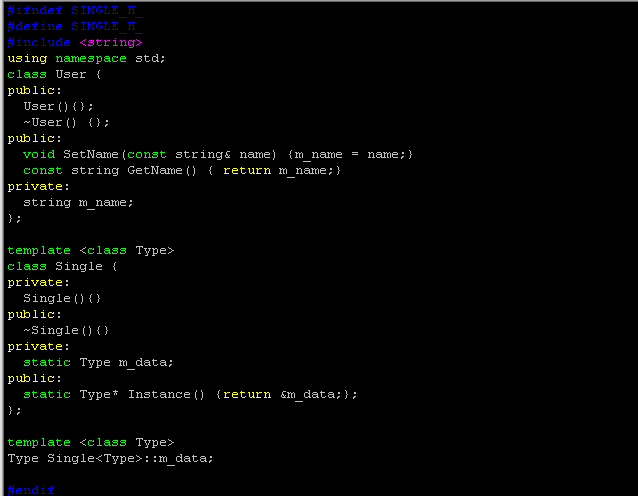 #ifndef SINGLE_H_
#define SINGLE_H_
#include <string>
using namespace std;
class User {
public:
  User(){};
  ~User() {};
public:
  void SetName(const string& name) {m_name = name;}
  const string GetName() { return m_name;}
private:
  string m_name;
};

template <class Type>
class Single {
private:
  Single(){}
public:
  ~Single(){}
private:
  static Type m_data;
public:
  static Type* Instance() {return &m_data;};
};

template <class Type>
Type Single<Type>::m_data;

#endif